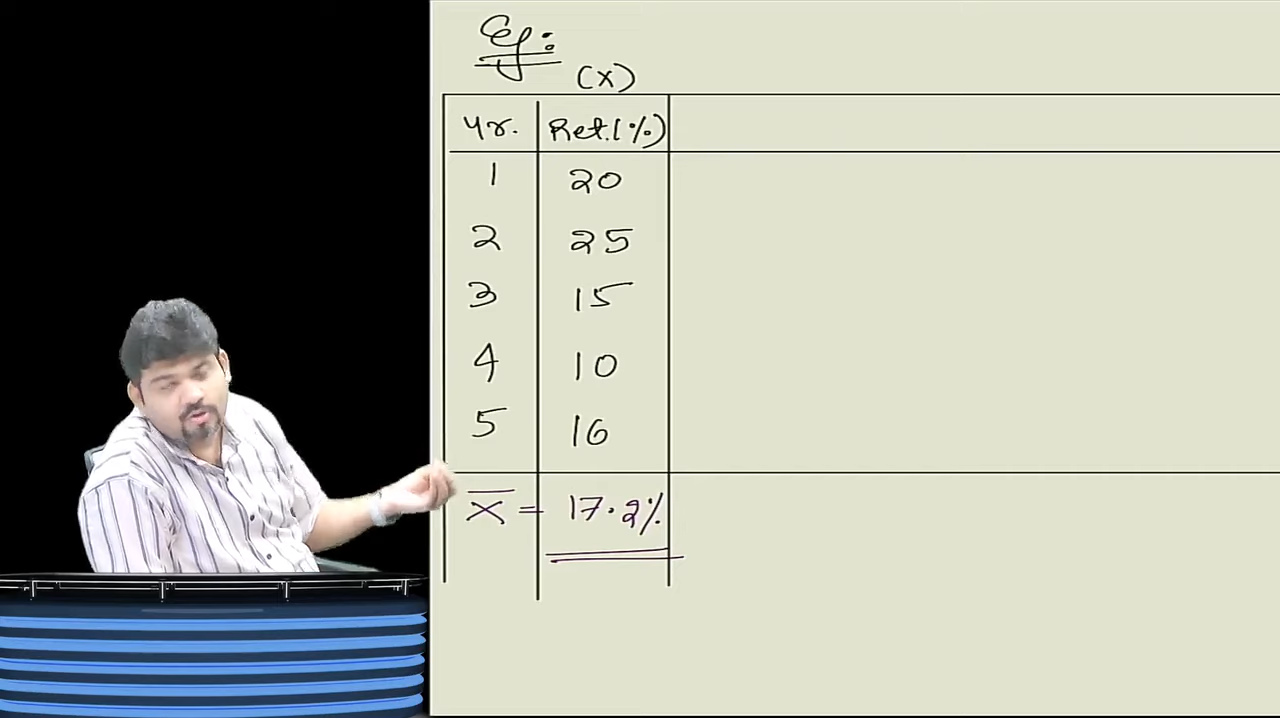 Eg:
(X)
Yr. Ret.(%)
1 20
2 25
3 15
4 10
5 16
X̅ = 17.2%